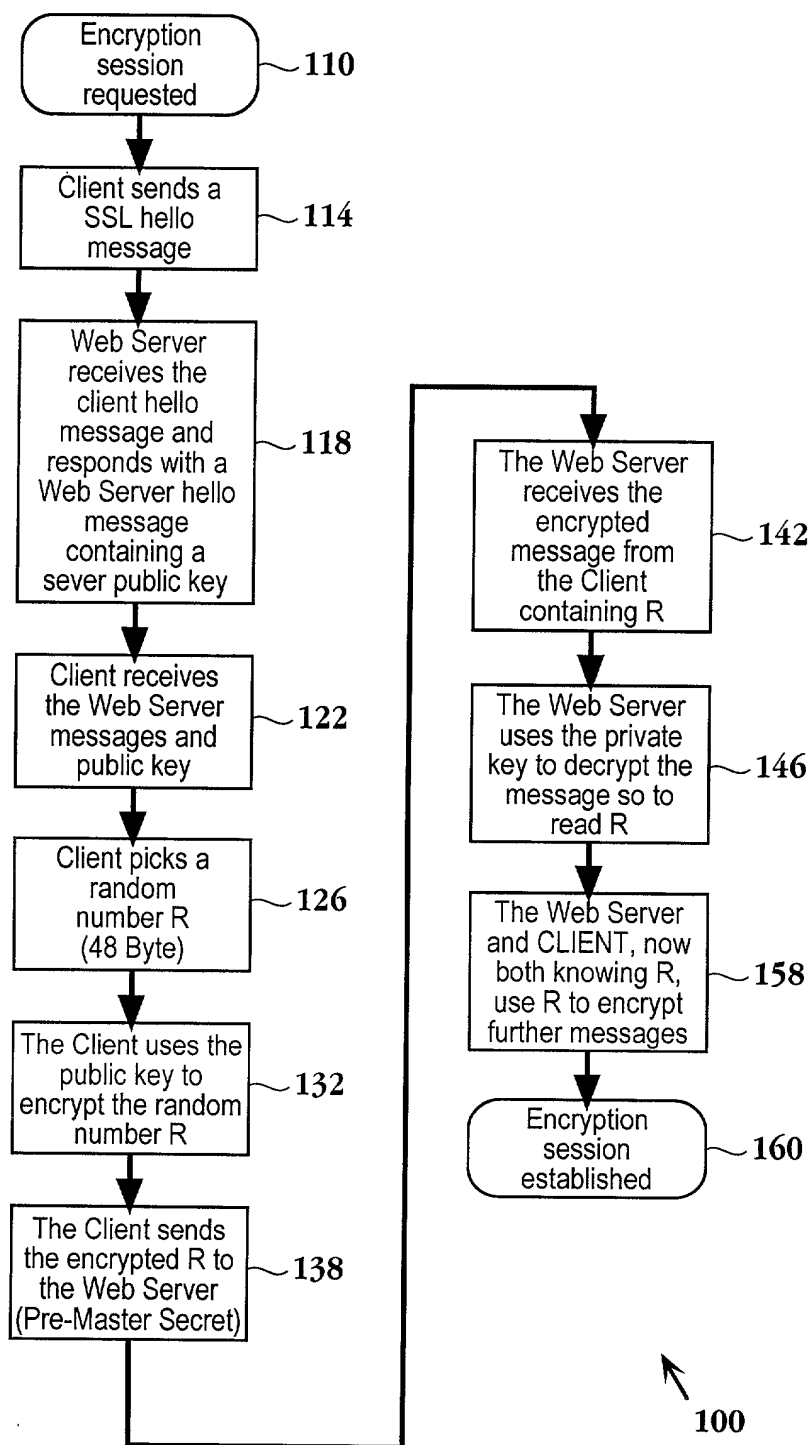 Encryption
session
requested
110
Client sends a
SSL hello
message
114
Web Server
receives the
client hello
message and
responds with a
Web Server hello
message
containing a
sever public key
118
Client receives
the Web Server
messages and
public key
122
Client picks a
random
number R
(48 Byte)
126
The Client uses the
public key to
encrypt the random
number R
132
The Client sends
the encrypted R to
the Web Server
(Pre-Master Secret)
138
The Web Server
receives the
encrypted
message from
the Client
containing R
142
The Web Server
uses the private
key to decrypt the
message so to
read R
146
The Web Server
and CLIENT, now
both knowing R,
use R to encrypt
further messages
158
Encryption
session
established
160
100